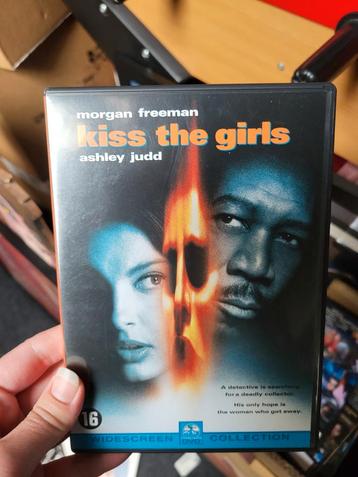 morgan freeman
kiss the girls
ashley judd
A detective is searching
for a deadly collector.
His only hope is
the woman who got away.
16
WIDESCREEN DVD COLLECTION